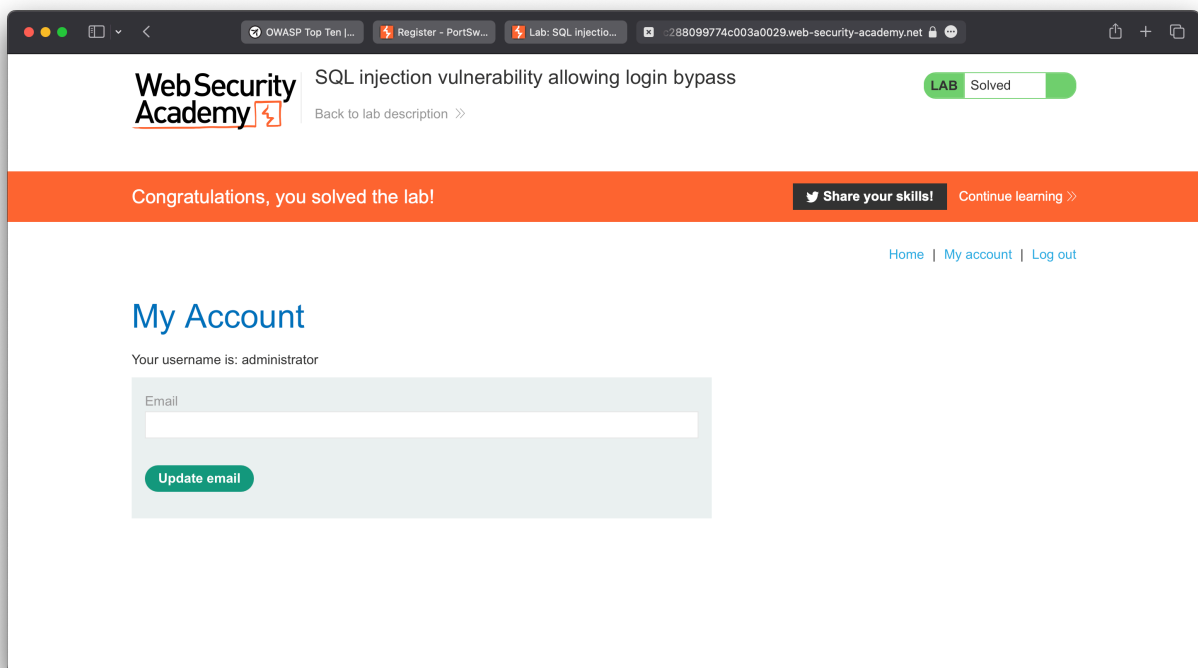 OWASP Top Ten |...
Register - PortSw...
Lab: SQL injectio...
c288099774c003a0029.web-security-academy.net
Web Security
Academy
SQL injection vulnerability allowing login bypass
Back to lab description
LAB Solved
Congratulations, you solved the lab!
Share your skills!
Continue learning
Home | My account | Log out
My Account
Your username is: administrator
Email
Update email